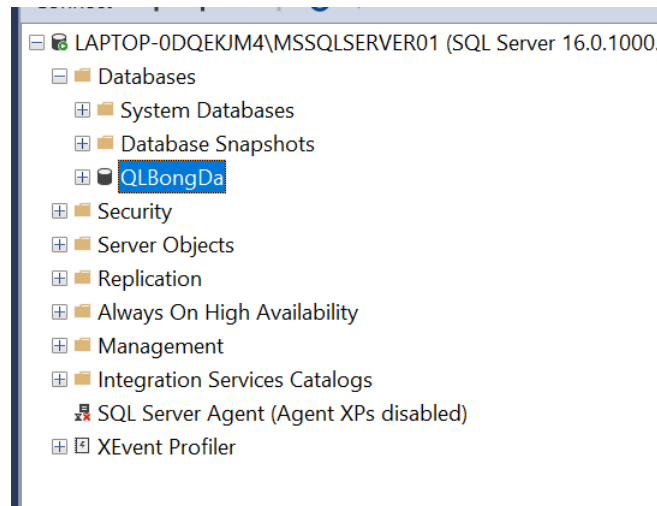 LAPTOP-0DQEKJM4\MSSQLSERVER01 (SQL Server 16.0.1000.
Databases
System Databases
Database Snapshots
QLBongDa
Security
Server Objects
Replication
Always On High Availability
Management
Integration Services Catalogs
SQL Server Agent (Agent XPs disabled)
XEvent Profiler